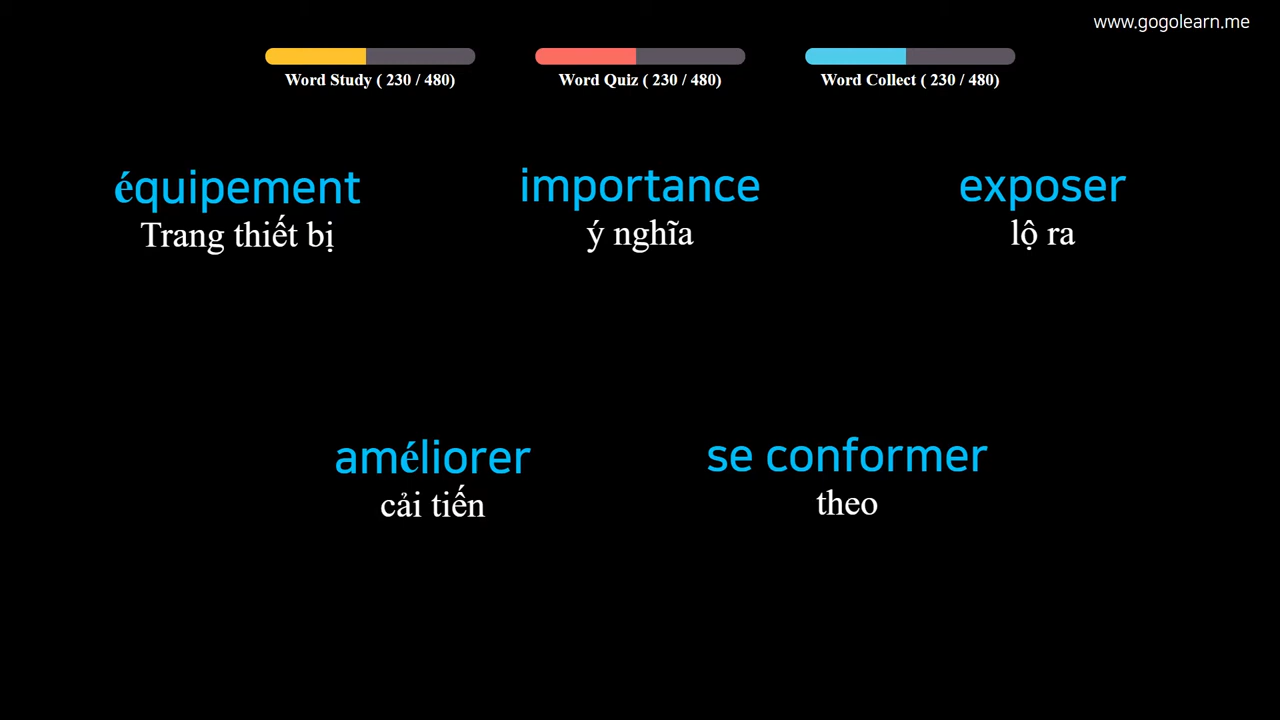 www.gogolearn.me
Word Study ( 230 / 480)
Word Quiz ( 230 / 480)
Word Collect ( 230 / 480)
équipement
Trang thiết bị
importance
ý nghĩa
exposer
lộ ra
améliorer
cải tiến
se conformer
theo